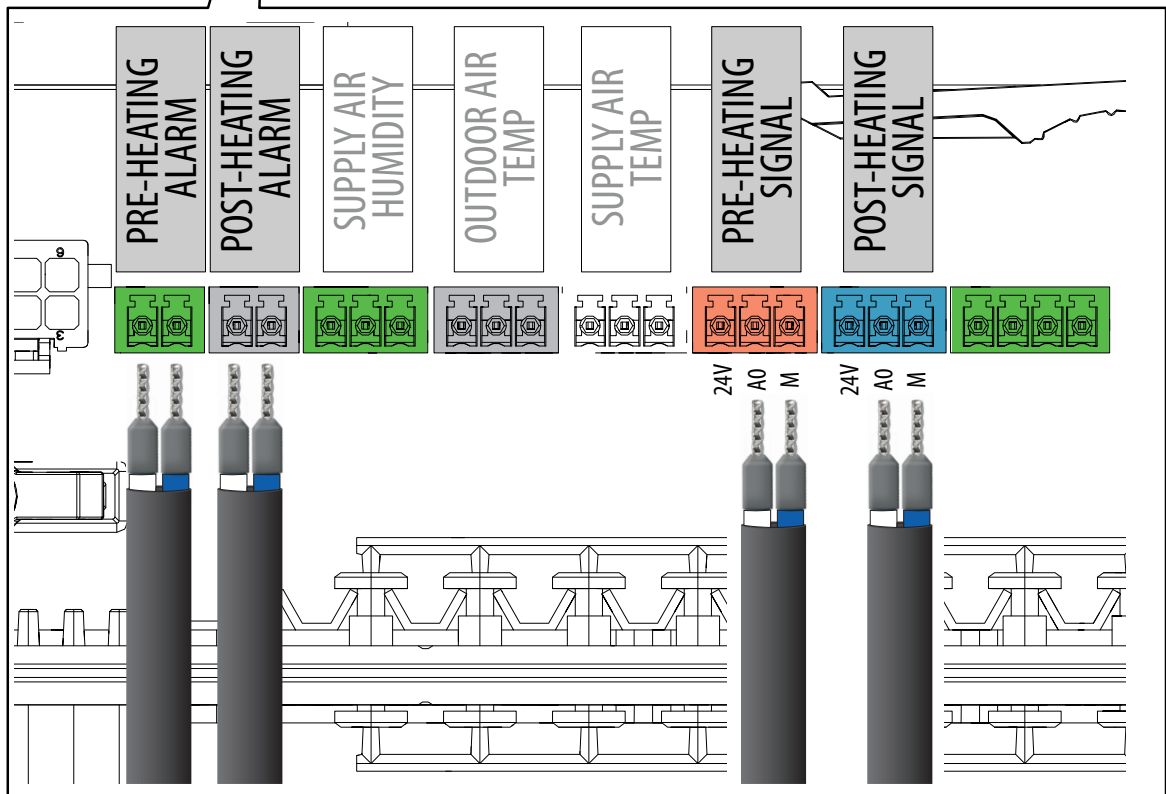 PRE-HEATING
ALARM
POST-HEATING
ALARM
SUPPLY AIR
HUMIDITY
OUTDOOR AIR
TEMP
SUPPLY AIR
TEMP
PRE-HEATING
SIGNAL
POST-HEATING
SIGNAL
6
3
24V
A0
M
24V
A0
M